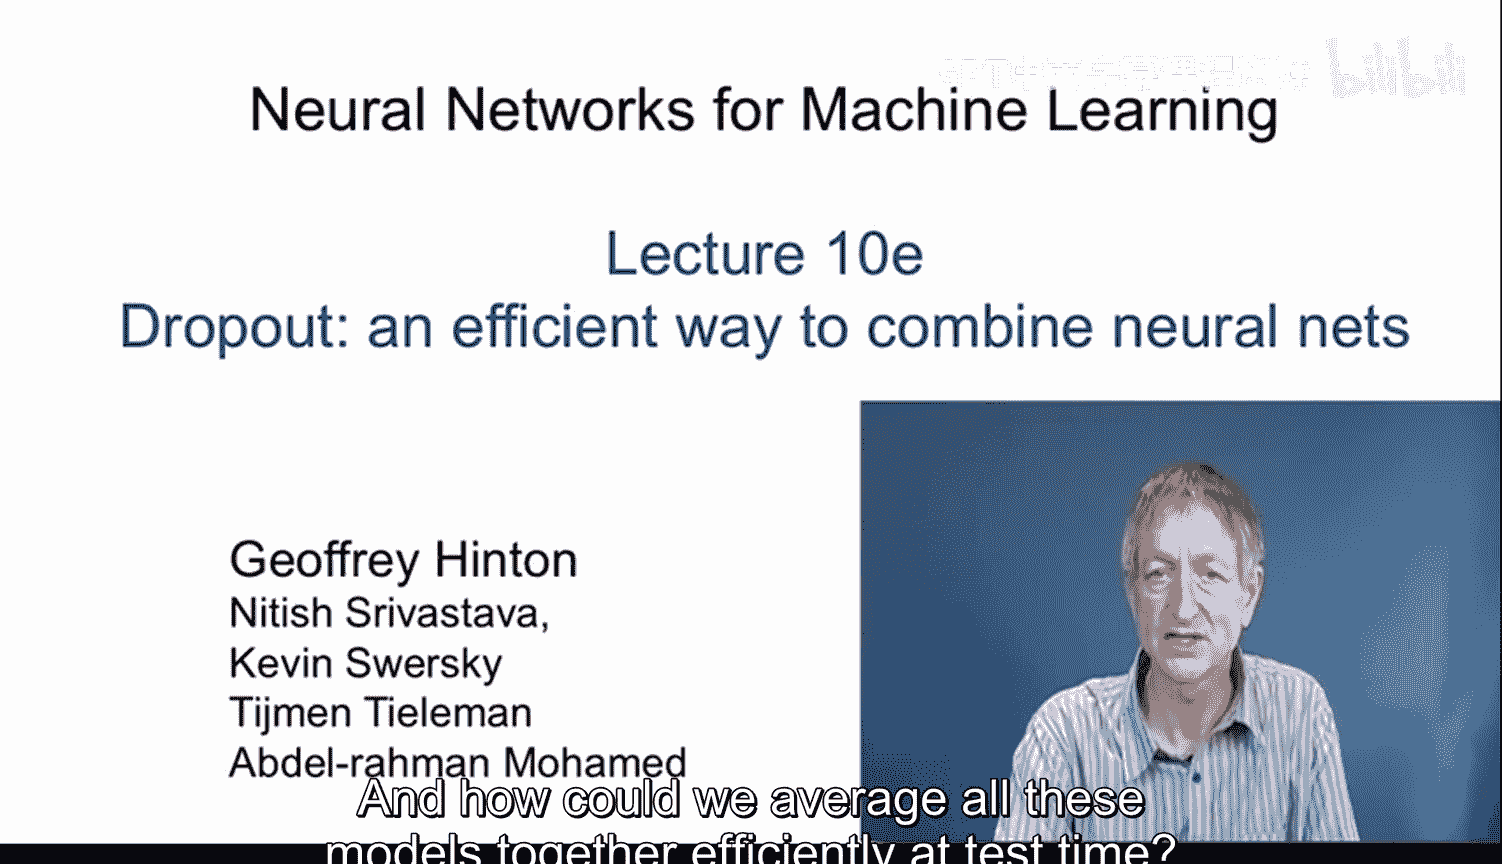 bilibili
Neural Networks for Machine Learning
Lecture 10e
Dropout: an efficient way to combine neural nets
Geoffrey Hinton
Nitish Srivastava,
Kevin Swersky
Tijmen Tieleman
Abdel-rahman Mohamed
And how could we average all these
models together efficiently at test time?